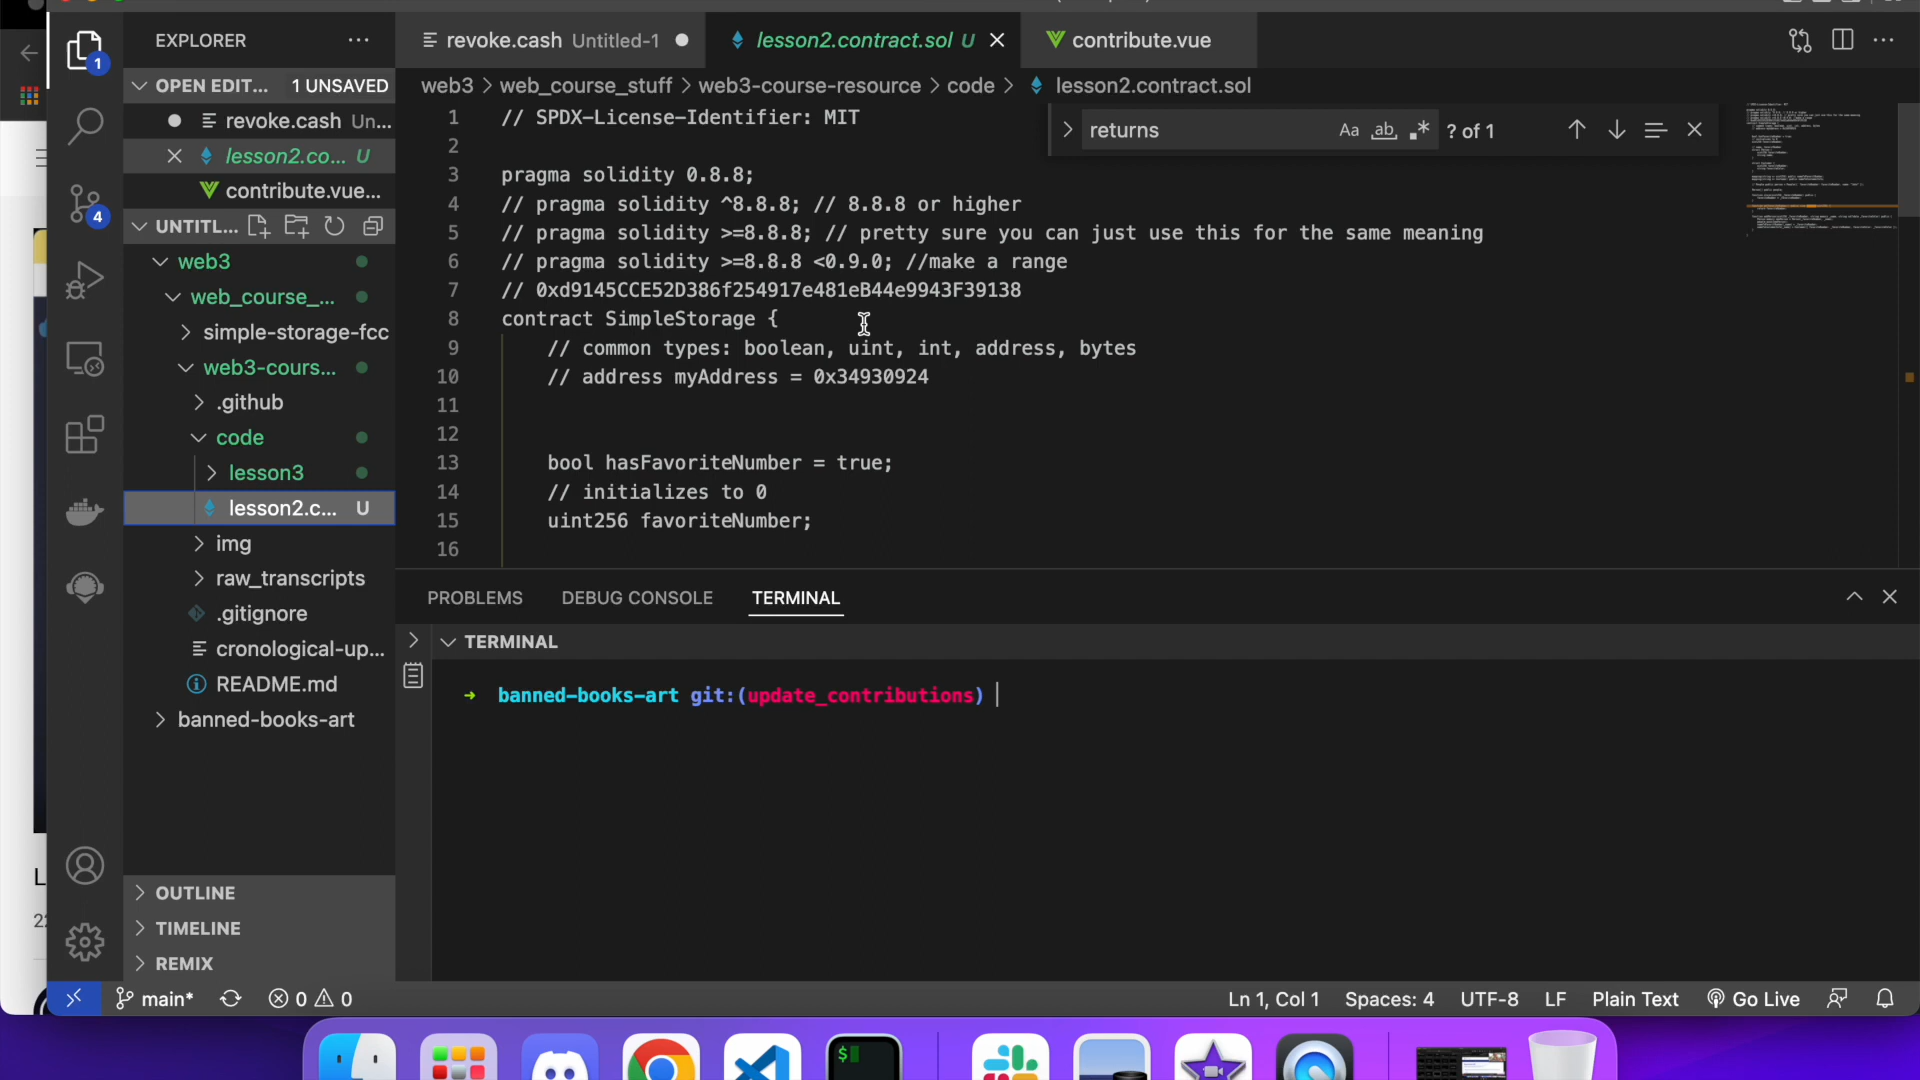 EXPLORER
revoke.cash Untitled-1
lesson2.contract.sol U
contribute.vue
OPEN EDIT... 1 UNSAVED
web3 > web_course_stuff > web3-course-resource > code > lesson2.contract.sol
revoke.cash Un...
lesson2.co... U
contribute.vue...
UNTITL...
web3
web_course_...
simple-storage-fcc
web3-cours...
.github
code
lesson3
lesson2.c... U
img
raw_transcripts
.gitignore
cronological-up...
README.md
banned-books-art
OUTLINE
TIMELINE
REMIX
1
4
returns
Aa ab ? of 1
1 // SPDX-License-Identifier: MIT
2
3 pragma solidity 0.8.8;
4 // pragma solidity ^8.8.8; // 8.8.8 or higher
5 // pragma solidity >=8.8.8; // pretty sure you can just use this for the same meaning
6 // pragma solidity >=8.8.8 <0.9.0; //make a range
7 // 0xd9145CCE52D386f254917e481eB44e9943F39138
8 contract SimpleStorage {
9 // common types: boolean, uint, int, address, bytes
10 // address myAddress = 0x34930924
11
12
13 bool hasFavoriteNumber = true;
14 // initializes to 0
15 uint256 favoriteNumber;
16
PROBLEMS DEBUG CONSOLE TERMINAL
TERMINAL
→ banned-books-art git:(update_contributions)
main* 0 0
Ln 1, Col 1 Spaces: 4 UTF-8 LF Plain Text Go Live
L
22
$